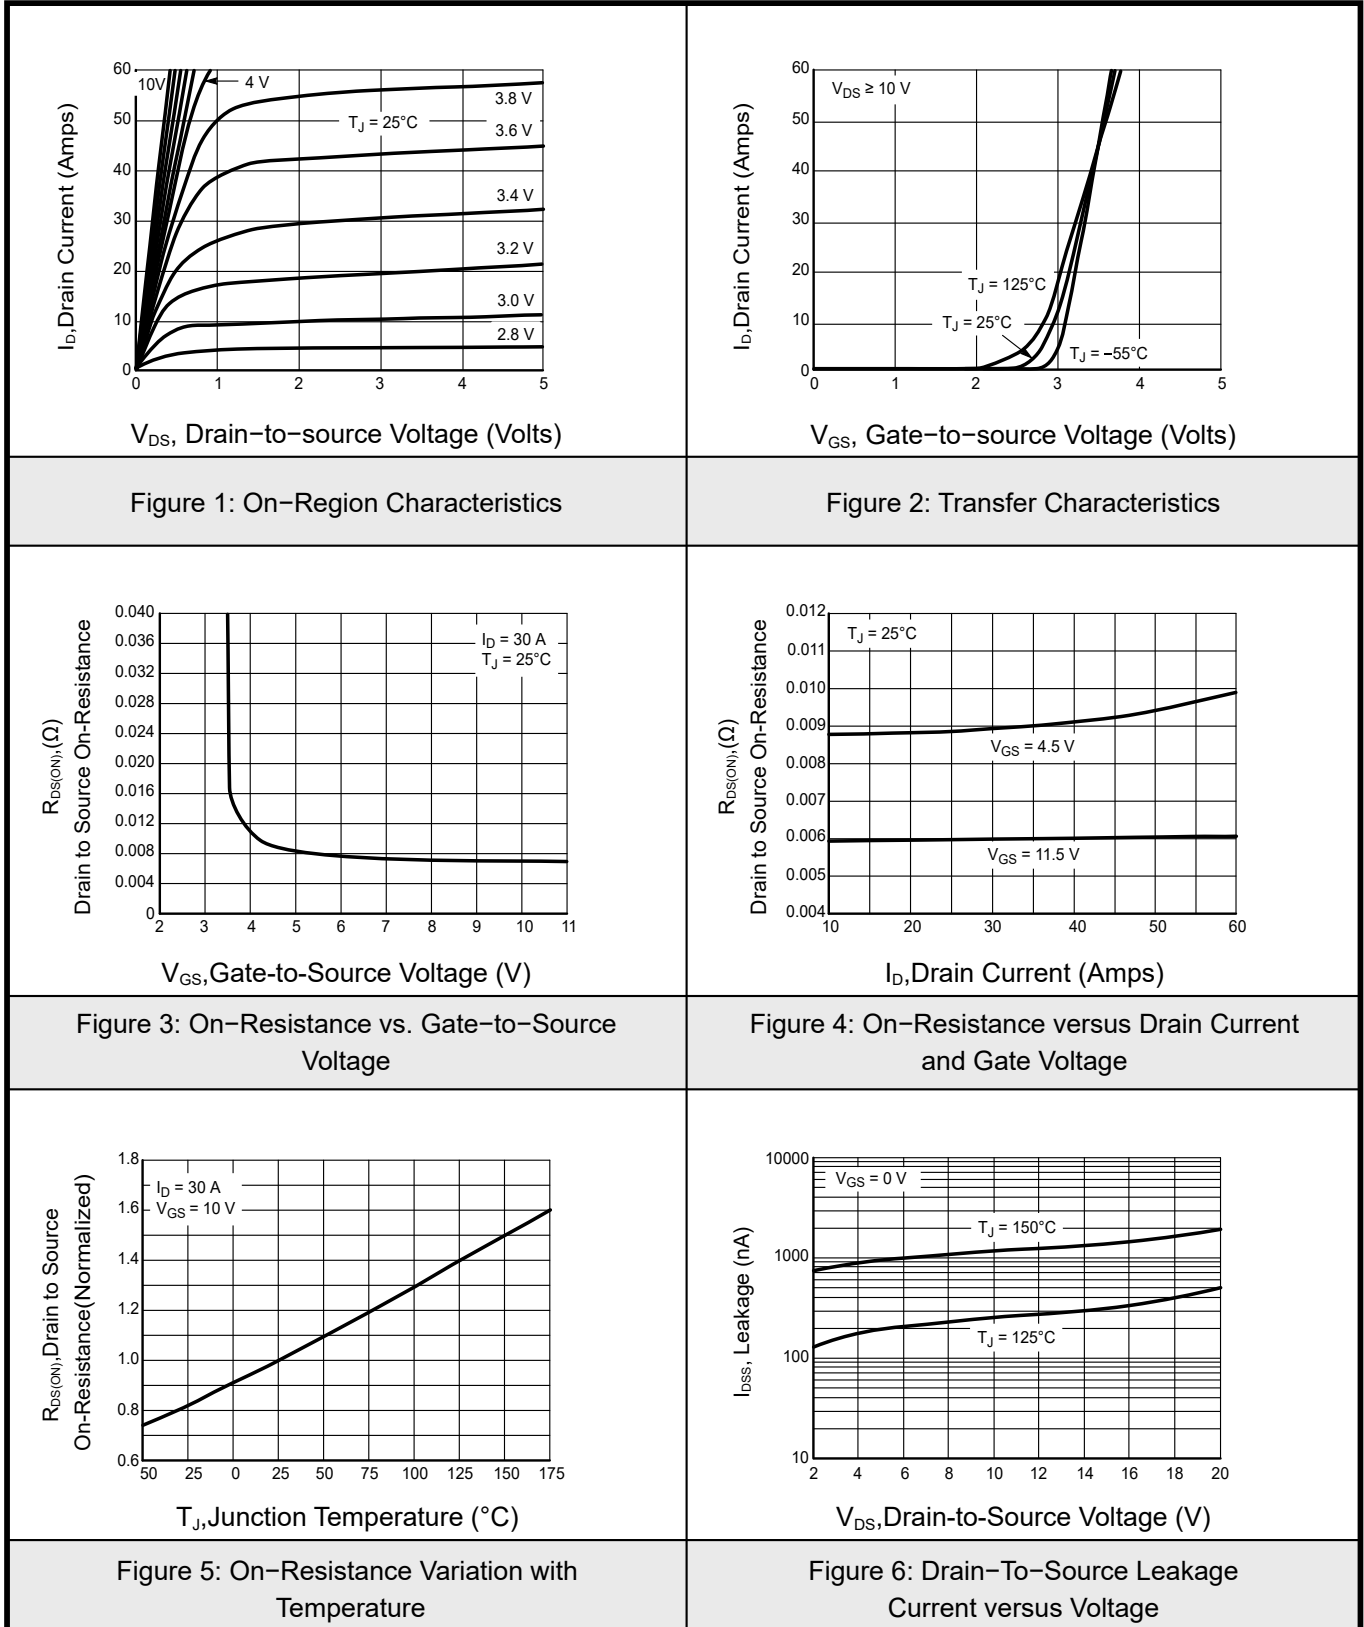 60
50
40
30
20
10
0
0 1 2 3 4 5
10V
4 V
3.8 V
T_J = 25°C
3.6 V
3.4 V
3.2 V
3.0 V
2.8 V
I_D,Drain Current (Amps)
V_DS, Drain−to−source Voltage (Volts)
Figure 1: On−Region Characteristics
60
50
40
30
20
10
0
0 1 2 3 4 5
V_DS ≥ 10 V
T_J = 125°C
T_J = 25°C
T_J = −55°C
I_D,Drain Current (Amps)
V_GS, Gate−to−source Voltage (Volts)
Figure 2: Transfer Characteristics
0.040
0.036
0.032
0.028
0.024
0.020
0.016
0.012
0.008
0.004
0
2 3 4 5 6 7 8 9 10 11
I_D = 30 A
T_J = 25°C
R_DS(ON),(Ω)
Drain to Source On-Resistance
V_GS,Gate-to-Source Voltage (V)
Figure 3: On−Resistance vs. Gate−to−Source
Voltage
0.012
0.011
0.010
0.009
0.008
0.007
0.006
0.005
0.004
10 20 30 40 50 60
T_J = 25°C
V_GS = 4.5 V
V_GS = 11.5 V
R_DS(ON),(Ω)
Drain to Source On-Resistance
I_D,Drain Current (Amps)
Figure 4: On−Resistance versus Drain Current
and Gate Voltage
1.8
1.6
1.4
1.2
1.0
0.8
0.6
50 25 0 25 50 75 100 125 150 175
I_D = 30 A
V_GS = 10 V
R_DS(ON),Drain to Source
On-Resistance(Normalized)
T_J,Junction Temperature (°C)
Figure 5: On−Resistance Variation with
Temperature
10000
1000
100
10
2 4 6 8 10 12 14 16 18 20
V_GS = 0 V
T_J = 150°C
T_J = 125°C
I_DSS, Leakage (nA)
V_DS,Drain-to-Source Voltage (V)
Figure 6: Drain−To−Source Leakage
Current versus Voltage